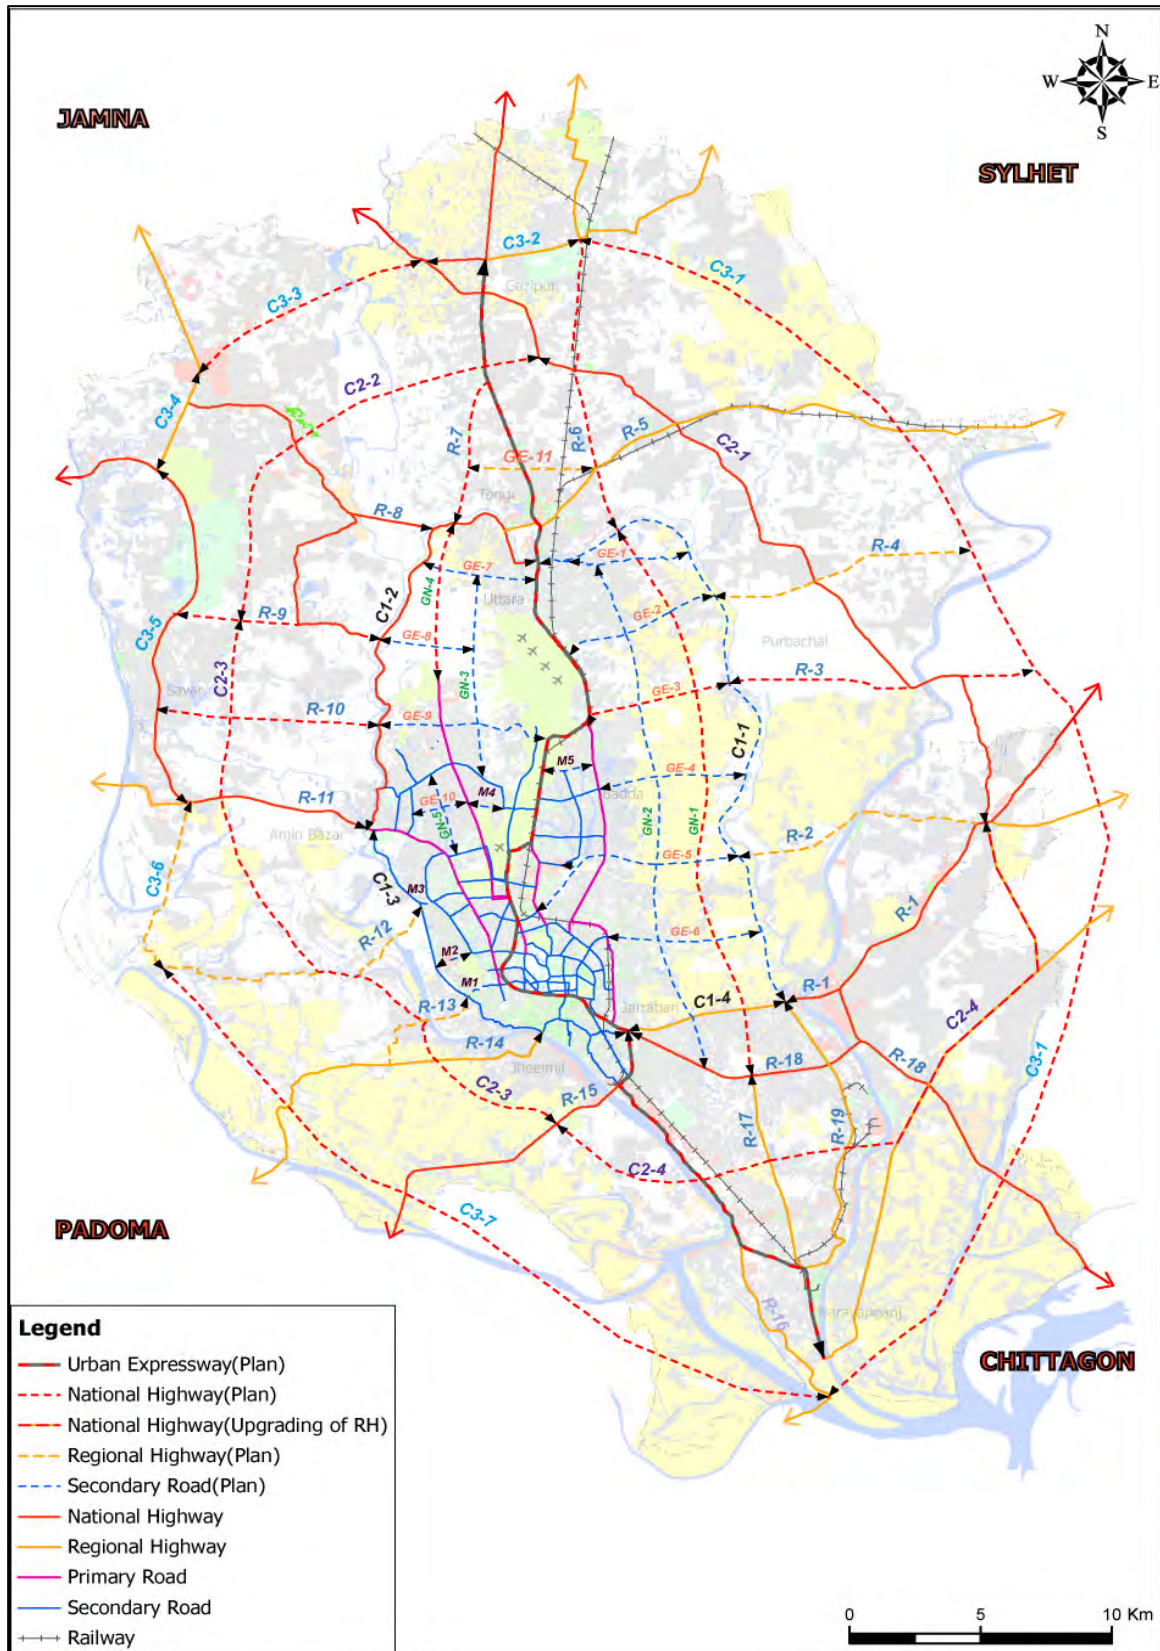 N
W E
S
JAMNA
SYLHET
C3-2
C3-1
Gazipur
C3-3
C2-2
C3-4
R-7
R-6
R-5
C2-1
GE-11
Tongi
R-8
R-4
GE-1
GE-7
GN-4
Uttara
C1-2
GE-2
R-9
GE-8
Purbachal
C3-5
C2-3
GN-3
R-3
GE-3
Savar
R-10
GE-9
C1-1
M5
GE-4
Badda
M4
GE-10
R-11
GN-5
GN-2
GN-1
Amin Bazar
R-2
GE-5
C3-6
C1-3
M3
R-1
R-12
GE-6
M2
M1
R-1
R-13
C1-4
Jatrabari
C2-4
R-14
R-18
R-18
C3-1
Jheelmil
C2-3
R-15
R-17
R-19
C2-4
PADOMA
C3-7
R-16
Narayanganj
CHITTAGON
Legend
Urban Expressway(Plan)
National Highway(Plan)
National Highway(Upgrading of RH)
Regional Highway(Plan)
Secondary Road(Plan)
National Highway
Regional Highway
Primary Road
Secondary Road
Railway
0 5 10 Km